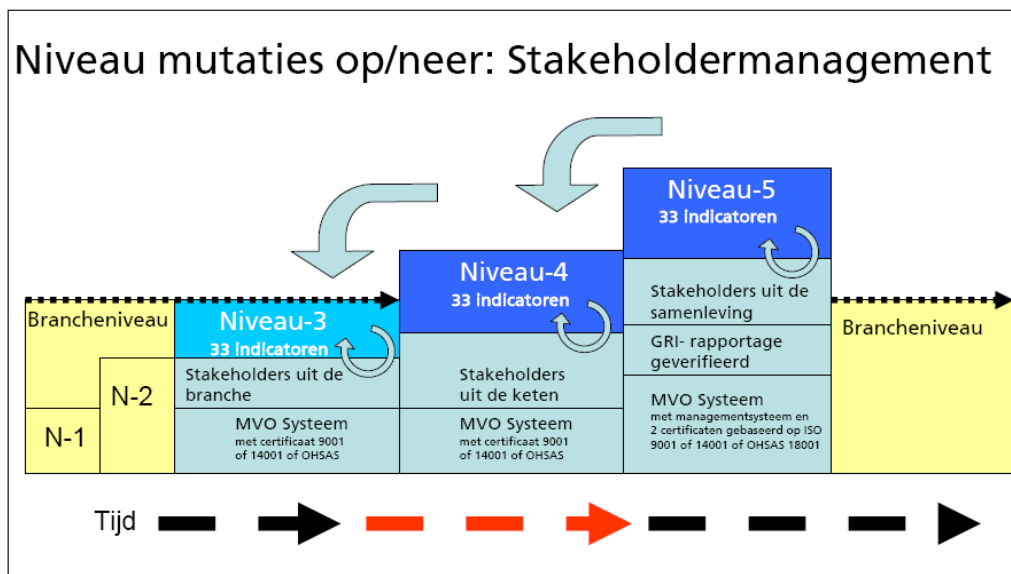 Niveau mutaties op/neer: Stakeholdermanagement
Brancheniveau
N-1
N-2
Niveau-3
33 indicatoren
Stakeholders uit de
branche
MVO Systeem
met certificaat 9001
of 14001 of OHSAS
Niveau-4
33 indicatoren
Stakeholders
uit de keten
MVO Systeem
met certificaat 9001
of 14001 of OHSAS
Niveau-5
33 indicatoren
Stakeholders uit de
samenleving
GRI- rapportage
geverifieerd
MVO Systeem
met managementsysteem en
2 certificaten gebaseerd op ISO
9001 of 14001 of OHSAS 18001
Brancheniveau
Tijd